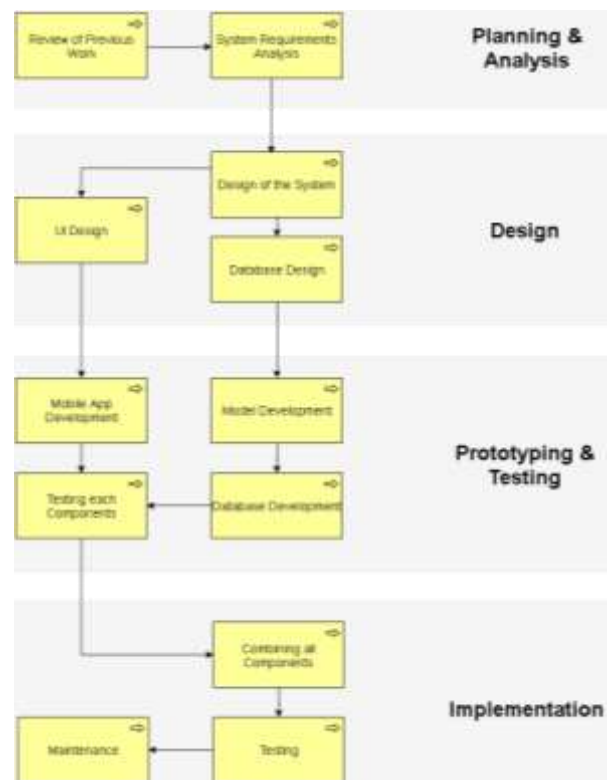 Review of Previous
Work
System Requirements
Analysis
Planning &
Analysis
Design of the System
UI Design
Database Design
Design
Mobile App
Development
Model Development
Prototyping &
Testing
Testing each
Components
Database Development
Combining all
Components
Implementation
Maintenance
Testing